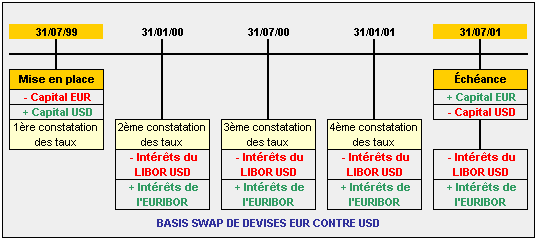 31/07/99 31/01/00 31/07/00 31/01/01 31/07/01
Mise en place
- Capital EUR
+ Capital USD
1ère constatation
des taux
2ème constatation
des taux
- Intérêts du
LIBOR USD
+ Intérêts de
l'EURIBOR
3ème constatation
des taux
- Intérêts du
LIBOR USD
+ Intérêts de
l'EURIBOR
4ème constatation
des taux
- Intérêts du
LIBOR USD
+ Intérêts de
l'EURIBOR
Échéance
+ Capital EUR
- Capital USD
- Intérêts du
LIBOR USD
+ Intérêts de
l'EURIBOR
BASIS SWAP DE DEVISES EUR CONTRE USD